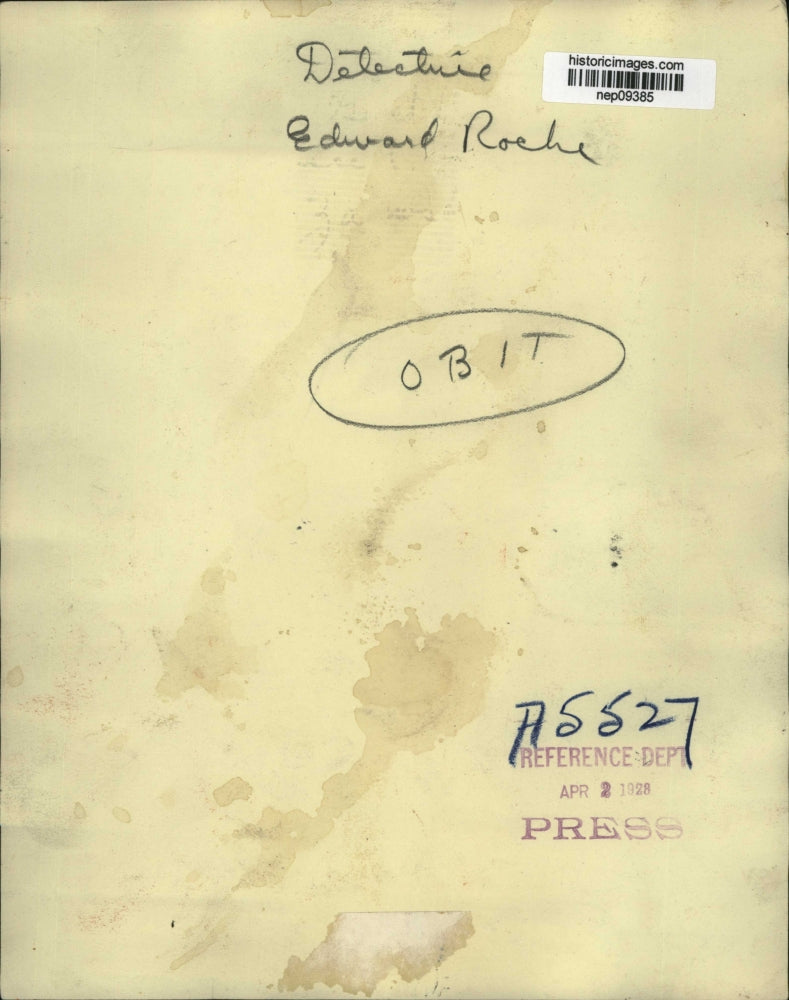 historicimages.com
nep09385
Detective
Edward Roche
OBIT
A5527
REFERENCE DEPT
APR 2 1928
PRESS